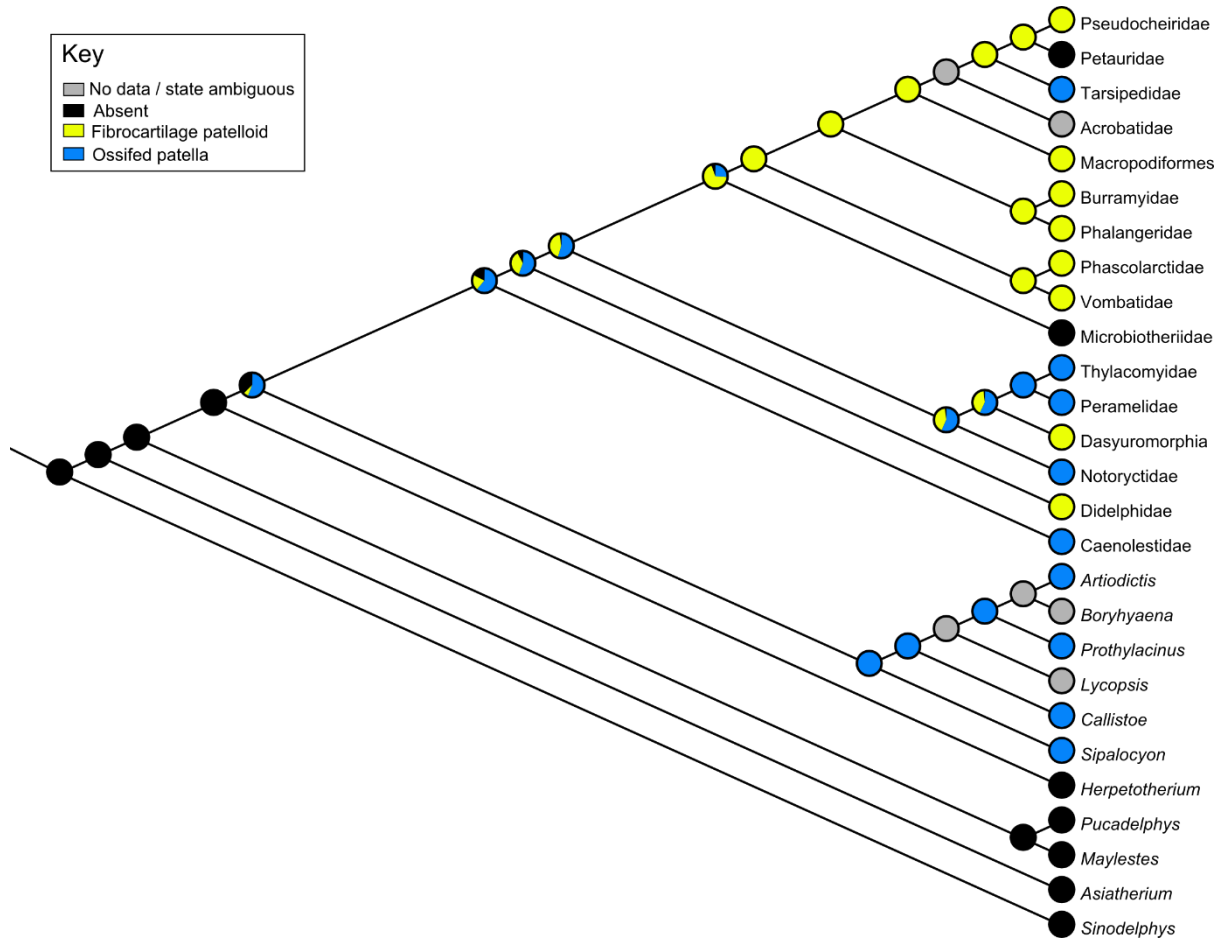 Key
No data / state ambiguous
Absent
Fibrocartilage patelloid
Ossifed patella
Pseudocheiridae
Petauridae
Tarsipedidae
Acrobatidae
Macropodiformes
Burramyidae
Phalangeridae
Phascolarctidae
Vombatidae
Microbiotheriidae
Thylacomyidae
Peramelidae
Dasyuromorphia
Notoryctidae
Didelphidae
Caenolestidae
Artiodictis
Boryhyaena
Prothylacinus
Lycopsis
Callistoe
Sipalocyon
Herpetotherium
Pucadelphys
Maylestes
Asiatherium
Sinodelphys